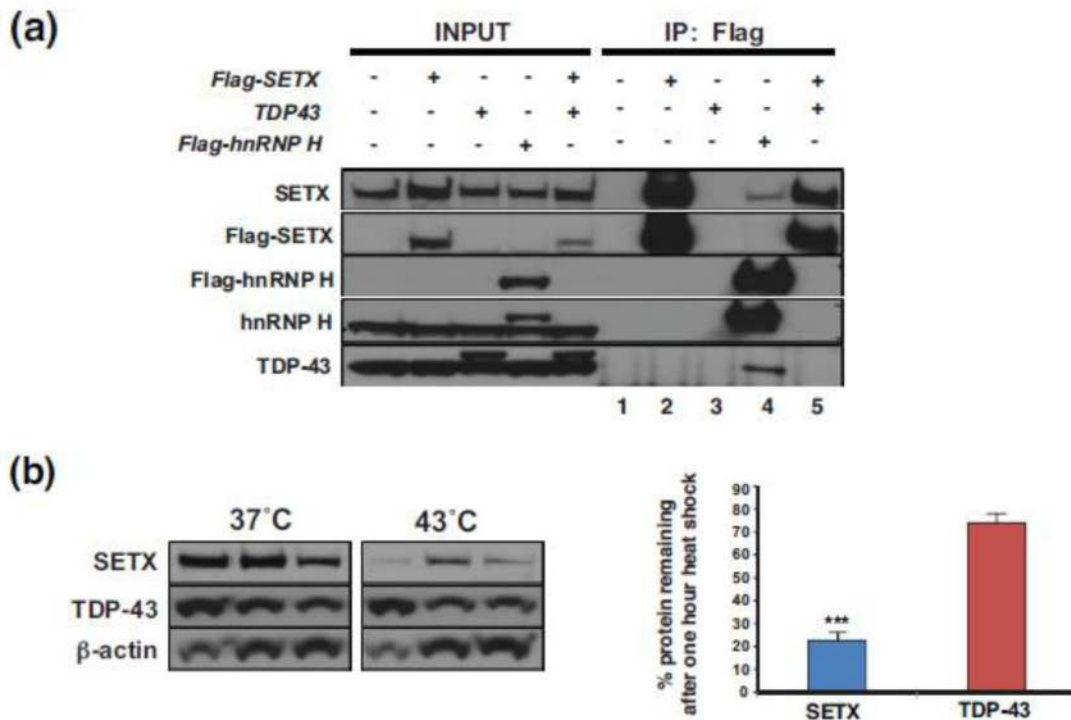 (a)
INPUT IP: Flag
Flag-SETX - + - - + - + - - +
TDP43 - - + - + - - + - +
Flag-hnRNP H - - - + - - - - + -
SETX
Flag-SETX
Flag-hnRNP H
hnRNP H
TDP-43
1 2 3 4 5
(b)
37°C 43°C
SETX
TDP-43
β-actin
% protein remaining
after one hour heat shock
90
80
70
60
50
40
30
20
10
0
***
SETX TDP-43